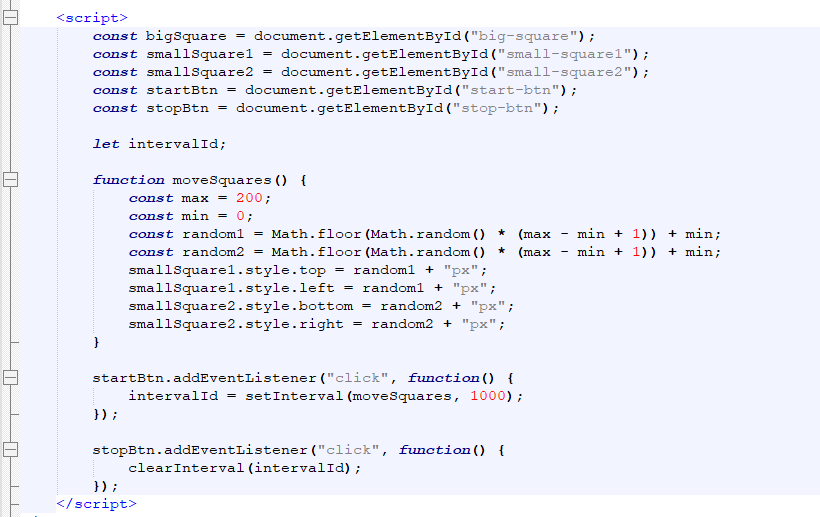 <script>
const bigSquare = document.getElementById("big-square");
const smallSquare1 = document.getElementById("small-square1");
const smallSquare2 = document.getElementById("small-square2");
const startBtn = document.getElementById("start-btn");
const stopBtn = document.getElementById("stop-btn");
let intervalId;
function moveSquares() {
const max = 200;
const min = 0;
const random1 = Math.floor(Math.random() * (max - min + 1)) + min;
const random2 = Math.floor(Math.random() * (max - min + 1)) + min;
smallSquare1.style.top = random1 + "px";
smallSquare1.style.left = random1 + "px";
smallSquare2.style.bottom = random2 + "px";
smallSquare2.style.right = random2 + "px";
}
startBtn.addEventListener("click", function() {
intervalId = setInterval(moveSquares, 1000);
});
stopBtn.addEventListener("click", function() {
clearInterval(intervalId);
});
</script>